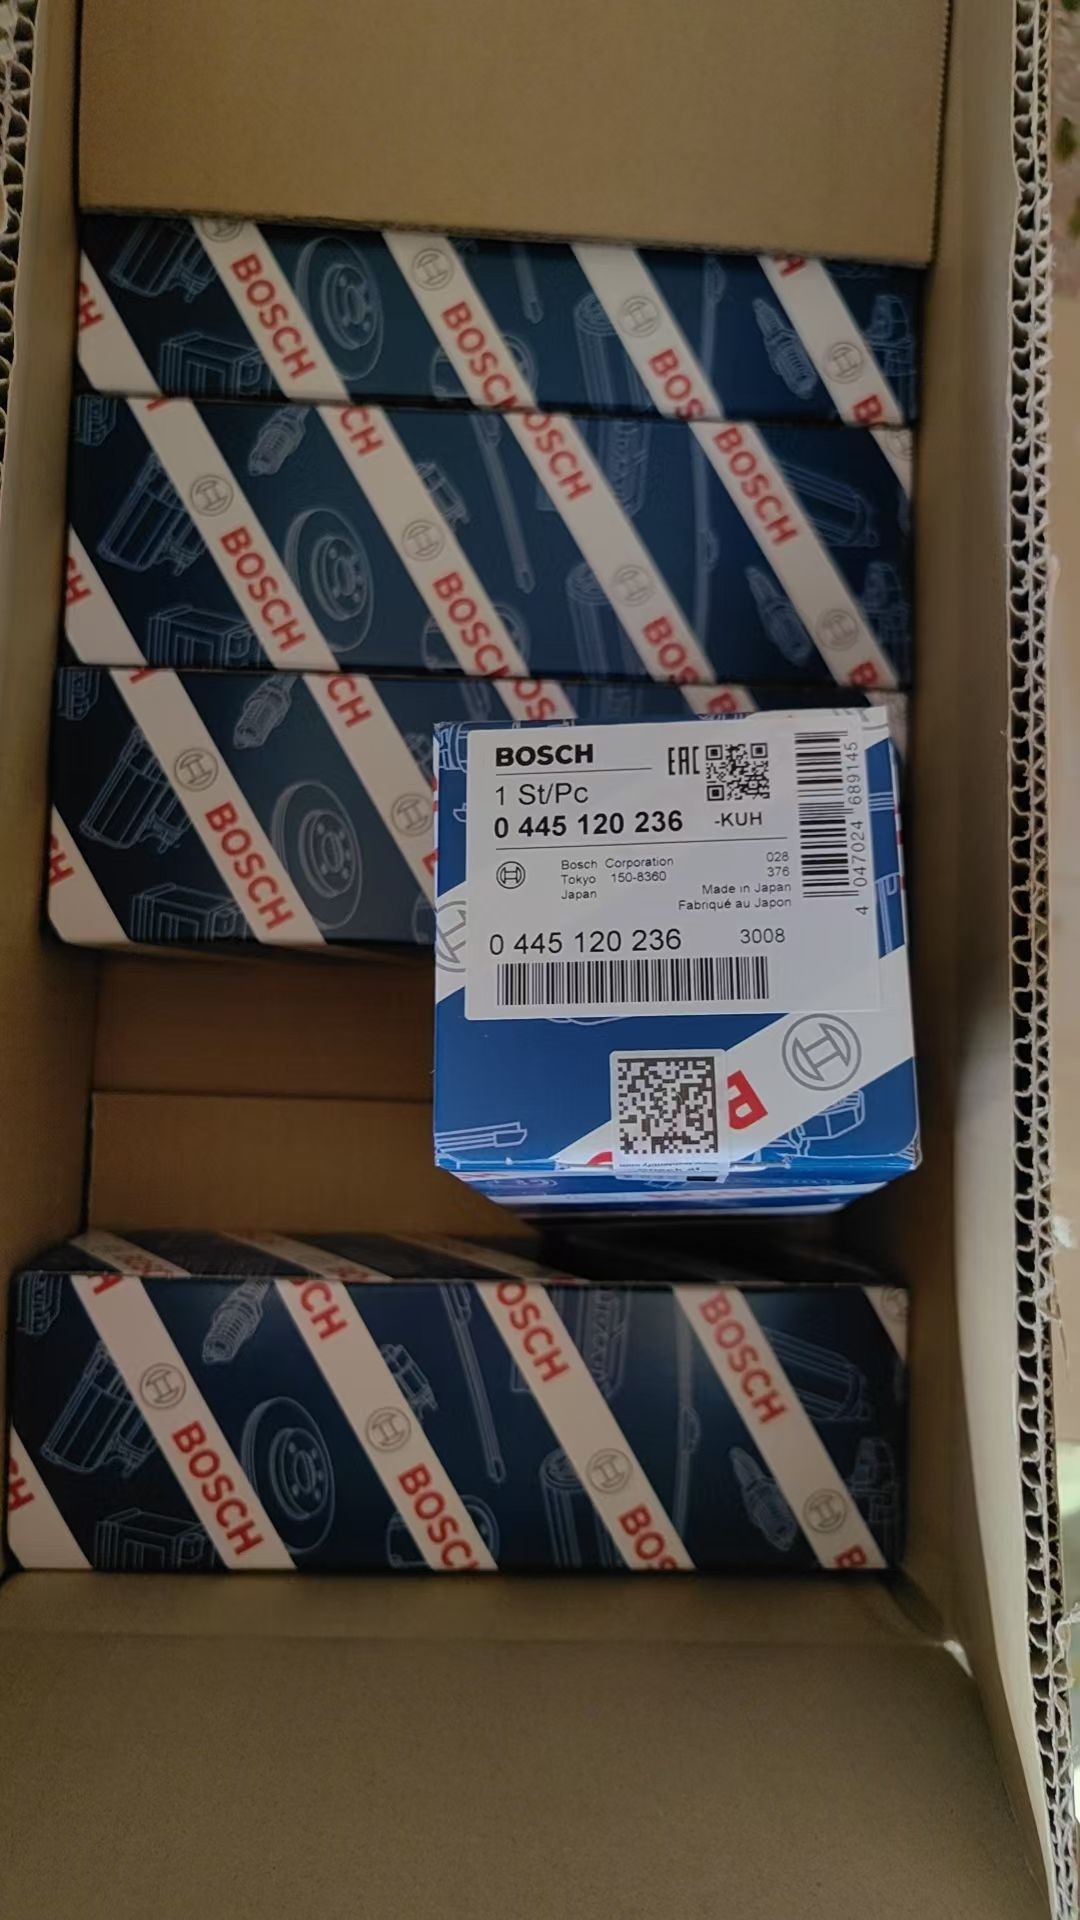 BOSCH
BOSCH
BOSCH
BOSCH
BOSCH
BOSCH
BOSCH
BOSCH
BOSCH
EAC
1 St/Pc
0 445 120 236 -KUH
Bosch Corporation 028
Tokyo 150-8360 376
Japan Made in Japan
Fabriqué au Japon
0 445 120 236 3008
4 047024 689145
BOSCH
BOSCH
BOSCH